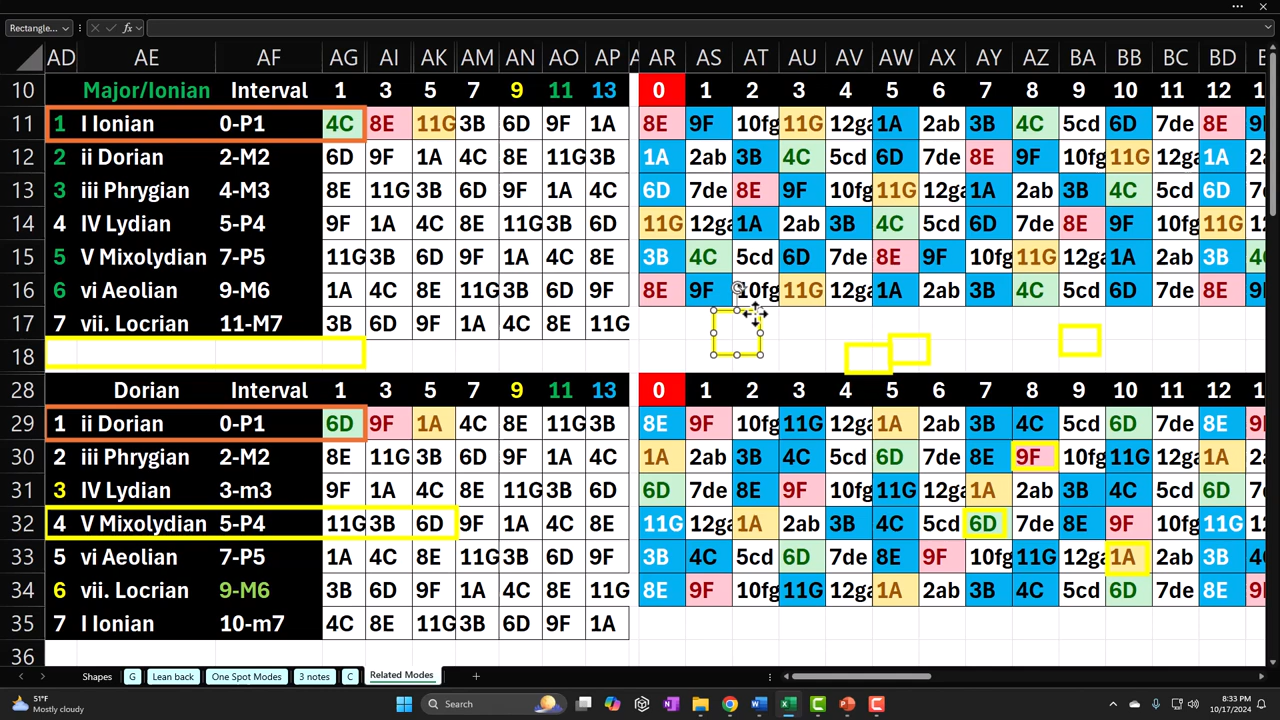 Rectangle...
fx
AD AE AF AG AI AK AM AN AO AP A AR AS AT AU AV AW AX AY AZ BA BB BC BD
10 Major/Ionian Interval 1 3 5 7 9 11 13 0 1 2 3 4 5 6 7 8 9 10 11 12 1
11 1 I Ionian 0-P1 4C 8E 11G 3B 6D 9F 1A 8E 9F 10fg 11G 12ga 1A 2ab 3B 4C 5cd 6D 7de 8E 9F
12 2 ii Dorian 2-M2 6D 9F 1A 4C 8E 11G 3B 1A 2ab 3B 4C 5cd 6D 7de 8E 9F 10fg 11G 12ga 1A 2a
13 3 iii Phrygian 4-M3 8E 11G 3B 6D 9F 1A 4C 6D 7de 8E 9F 10fg 11G 12ga 1A 2ab 3B 4C 5cd 6D 7d
14 4 IV Lydian 5-P4 9F 1A 4C 8E 11G 3B 6D 11G 12ga 1A 2ab 3B 4C 5cd 6D 7de 8E 9F 10fg 11G 12
15 5 V Mixolydian 7-P5 11G 3B 6D 9F 1A 4C 8E 3B 4C 5cd 6D 7de 8E 9F 10fg 11G 12ga 1A 2ab 3B 4
16 6 vi Aeolian 9-M6 1A 4C 8E 11G 3B 6D 9F 8E 9F 10fg 11G 12ga 1A 2ab 3B 4C 5cd 6D 7de 8E 9F
17 7 vii. Locrian 11-M7 3B 6D 9F 1A 4C 8E 11G
18
28 Dorian Interval 1 3 5 7 9 11 13 0 1 2 3 4 5 6 7 8 9 10 11 12 1
29 1 ii Dorian 0-P1 6D 9F 1A 4C 8E 11G 3B 8E 9F 10fg 11G 12ga 1A 2ab 3B 4C 5cd 6D 7de 8E 9
30 2 iii Phrygian 2-M2 8E 11G 3B 6D 9F 1A 4C 1A 2ab 3B 4C 5cd 6D 7de 8E 9F 10fg 11G 12ga 1A 2a
31 3 IV Lydian 3-m3 9F 1A 4C 8E 11G 3B 6D 6D 7de 8E 9F 10fg 11G 12ga 1A 2ab 3B 4C 5cd 6D 7d
32 4 V Mixolydian 5-P4 11G 3B 6D 9F 1A 4C 8E 11G 12ga 1A 2ab 3B 4C 5cd 6D 7de 8E 9F 10fg 11G 12
33 5 vi Aeolian 7-P5 1A 4C 8E 11G 3B 6D 9F 3B 4C 5cd 6D 7de 8E 9F 10fg 11G 12ga 1A 2ab 3B 4
34 6 vii. Locrian 9-M6 3B 6D 9F 1A 4C 8E 11G 8E 9F 10fg 11G 12ga 1A 2ab 3B 4C 5cd 6D 7de 8E 9
35 7 I Ionian 10-m7 4C 8E 11G 3B 6D 9F 1A
36
Shapes G Lean back One Spot Modes 3 notes C Related Modes
51°F
Mostly cloudy
Search
8:33 PM
10/17/2024